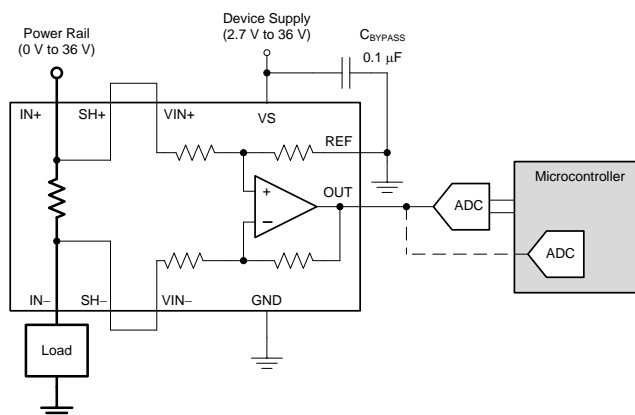 Device Supply
(2.7 V to 36 V)
Power Rail
(0 V to 36 V)
CBYPASS
0.1 µF
IN+
SH+
VIN+
VS
REF
+
OUT
−
Microcontroller
ADC
ADC
IN−
SH−
VIN−
GND
Load